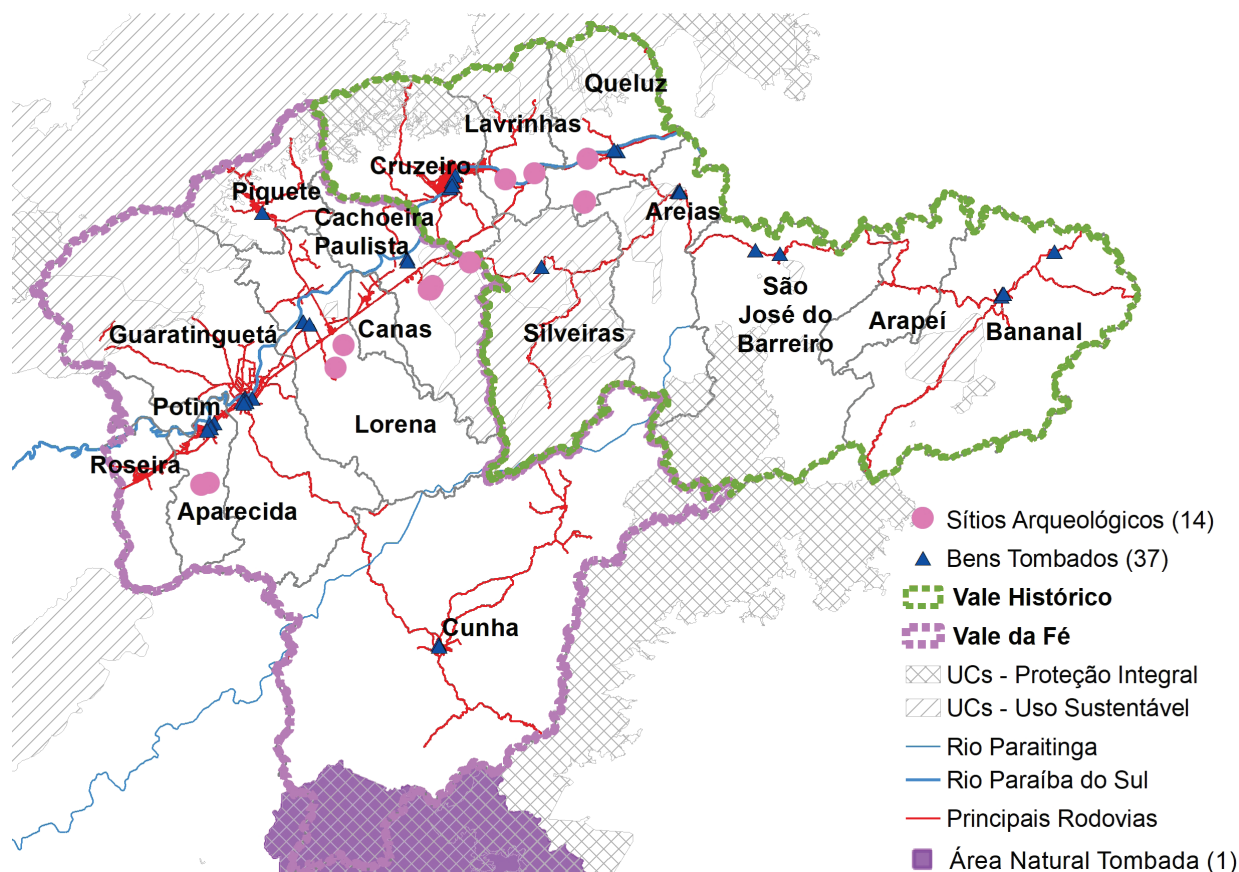 Queluz
Lavrinhas
Cruzeiro
Piquete
Cachoeira
Paulista
Areias
São
José do
Barreiro
Arapeí
Bananal
Guaratinguetá
Canas
Silveiras
Potim
Lorena
Roseira
Aparecida
Cunha
Sítios Arqueológicos (14)
Bens Tombados (37)
Vale Histórico
Vale da Fé
UCs - Proteção Integral
UCs - Uso Sustentável
Rio Paraitinga
Rio Paraíba do Sul
Principais Rodovias
Área Natural Tombada (1)